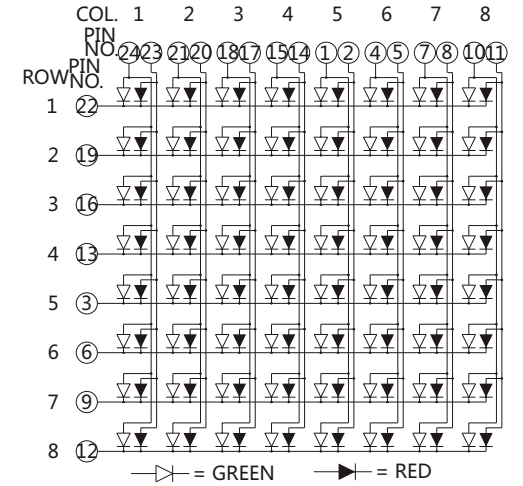 COL. 1 2 3 4 5 6 7 8
PIN
NO. 24 23 21 20 18 17 15 14 1 2 4 5 7 8 10 11
PIN
ROW NO.
1 22
2 19
3 16
4 13
5 3
6 6
7 9
8 12
= GREEN = RED